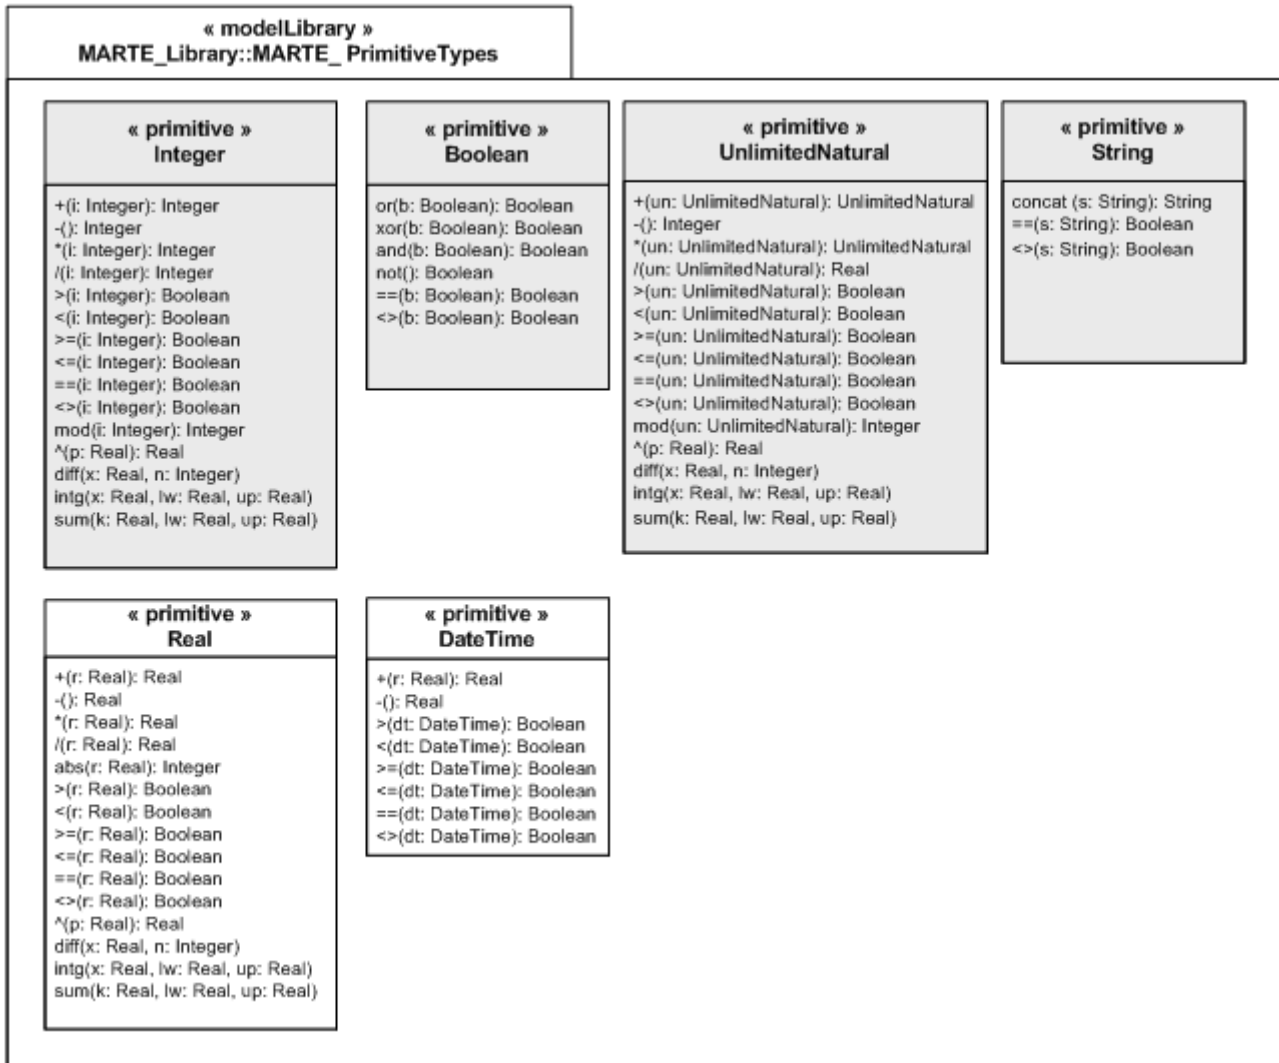 « modelLibrary »
MARTE_Library::MARTE_ PrimitiveTypes
« primitive »
Integer
+(i: Integer): Integer
-(): Integer
*(i: Integer): Integer
/(i: Integer): Integer
>(i: Integer): Boolean
<(i: Integer): Boolean
>=(i: Integer): Boolean
<=(i: Integer): Boolean
==(i: Integer): Boolean
<>(i: Integer): Boolean
mod(i: Integer): Integer
^(p: Real): Real
diff(x: Real, n: Integer)
intg(x: Real, lw: Real, up: Real)
sum(k: Real, lw: Real, up: Real)
« primitive »
Boolean
or(b: Boolean): Boolean
xor(b: Boolean): Boolean
and(b: Boolean): Boolean
not(): Boolean
==(b: Boolean): Boolean
<>(b: Boolean): Boolean
« primitive »
UnlimitedNatural
+(un: UnlimitedNatural): UnlimitedNatural
-(): Integer
*(un: UnlimitedNatural): UnlimitedNatural
/(un: UnlimitedNatural): Real
>(un: UnlimitedNatural): Boolean
<(un: UnlimitedNatural): Boolean
>=(un: UnlimitedNatural): Boolean
<=(un: UnlimitedNatural): Boolean
==(un: UnlimitedNatural): Boolean
<>(un: UnlimitedNatural): Boolean
mod(un: UnlimitedNatural): Integer
^(p: Real): Real
diff(x: Real, n: Integer)
intg(x: Real, lw: Real, up: Real)
sum(k: Real, lw: Real, up: Real)
« primitive »
String
concat (s: String): String
==(s: String): Boolean
<>(s: String): Boolean
« primitive »
Real
+(r: Real): Real
-(): Real
*(r: Real): Real
/(r: Real): Real
abs(r: Real): Integer
>(r: Real): Boolean
<(r: Real): Boolean
>=(r: Real): Boolean
<=(r: Real): Boolean
==(r: Real): Boolean
<>(r: Real): Boolean
^(p: Real): Real
diff(x: Real, n: Integer)
intg(x: Real, lw: Real, up: Real)
sum(k: Real, lw: Real, up: Real)
« primitive »
DateTime
+(r: Real): Real
-(): Real
>(dt: DateTime): Boolean
<(dt: DateTime): Boolean
>=(dt: DateTime): Boolean
<=(dt: DateTime): Boolean
==(dt: DateTime): Boolean
<>(dt: DateTime): Boolean